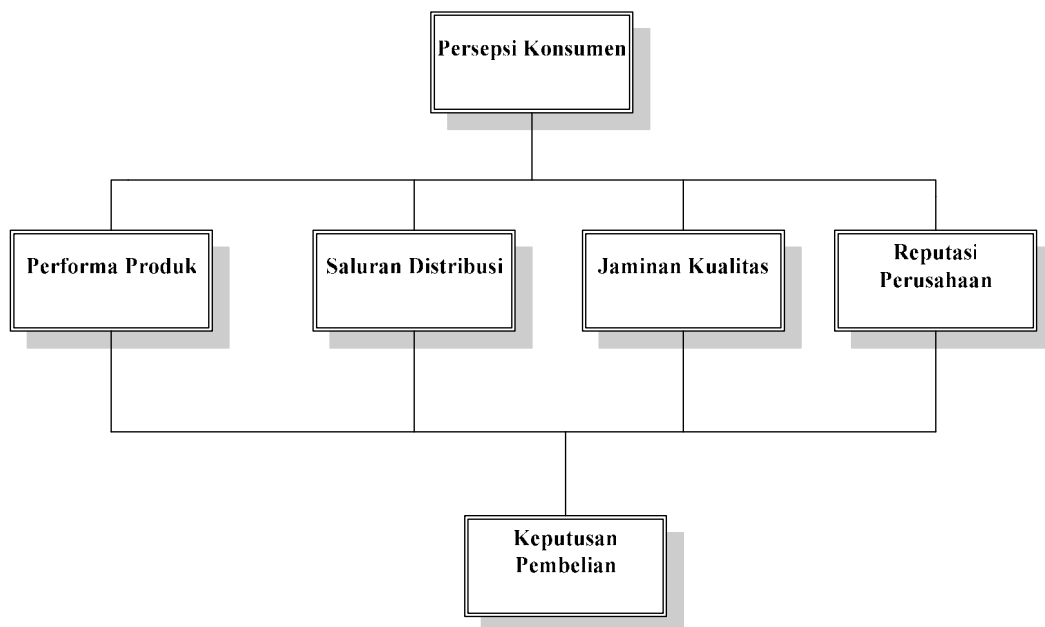 Persepsi Konsumen
Performa Produk
Saluran Distribusi
Jaminan Kualitas
Reputasi
Perusahaan
Keputusan
Pembelian